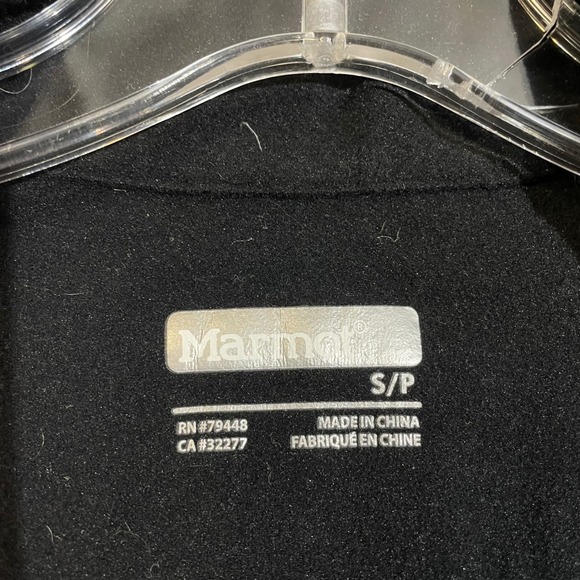 Marmot®
S/P
RN #79448 MADE IN CHINA
CA #32277 FABRIQUÉ EN CHINE